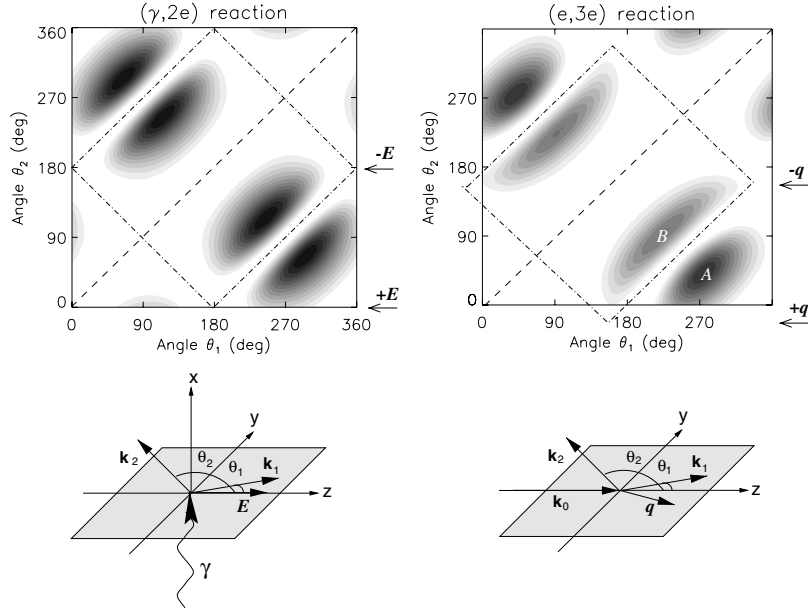 (γ,2e) reaction
360
270
180
90
0
Angle θ2 (deg)
0 90 180 270 360
Angle θ1 (deg)
-E
+E
(e,3e) reaction
360
270
180
90
0
Angle θ2 (deg)
0 90 180 270
Angle θ1 (deg)
B
A
-q
+q
x
y
k2
θ2
θ1
k1
z
E
γ
y
k2
θ2
θ1
k1
z
k0
q